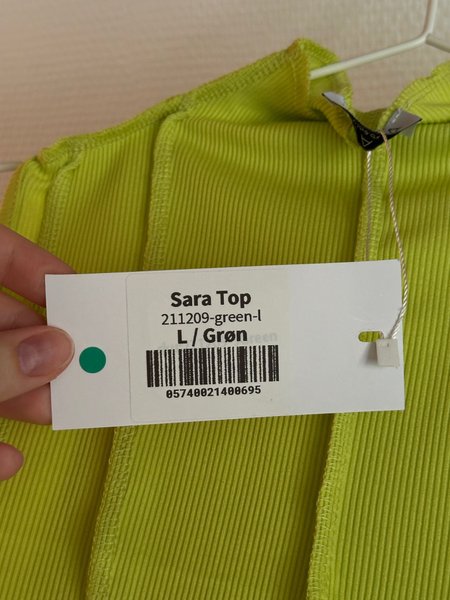 Sara Top
211209-green-l
L / Grøn
05740021400695